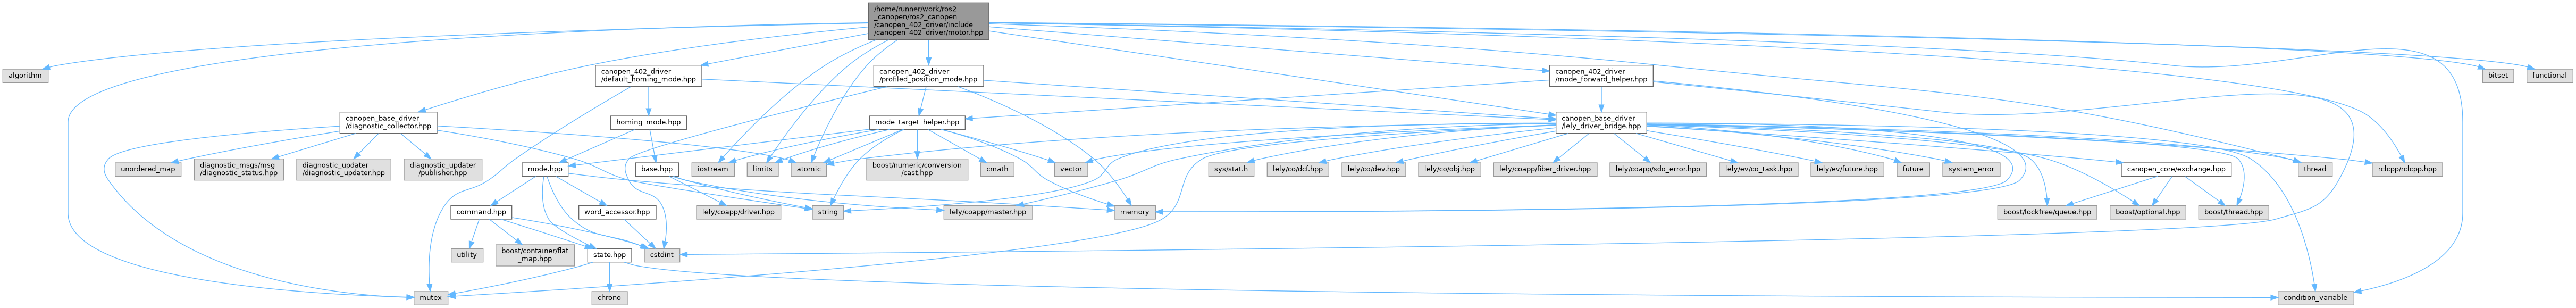 /home/runner/work/ros2
_canopen/ros2_canopen
/canopen_402_driver/include
/canopen_402_driver/motor.hpp
algorithm
canopen_402_driver
/default_homing_mode.hpp
canopen_402_driver
/profiled_position_mode.hpp
canopen_402_driver
/mode_forward_helper.hpp
bitset
functional
canopen_base_driver
/diagnostic_collector.hpp
homing_mode.hpp
mode_target_helper.hpp
canopen_base_driver
/lely_driver_bridge.hpp
unordered_map
diagnostic_msgs/msg
/diagnostic_status.hpp
diagnostic_updater
/diagnostic_updater.hpp
diagnostic_updater
/publisher.hpp
mode.hpp
base.hpp
iostream
limits
atomic
boost/numeric/conversion
/cast.hpp
cmath
vector
sys/stat.h
lely/co/dcf.hpp
lely/co/dev.hpp
lely/co/obj.hpp
lely/coapp/fiber_driver.hpp
lely/coapp/sdo_error.hpp
lely/ev/co_task.hpp
lely/ev/future.hpp
future
system_error
canopen_core/exchange.hpp
thread
rclcpp/rclcpp.hpp
command.hpp
word_accessor.hpp
lely/coapp/driver.hpp
string
lely/coapp/master.hpp
memory
boost/lockfree/queue.hpp
boost/optional.hpp
boost/thread.hpp
utility
boost/container/flat
_map.hpp
state.hpp
cstdint
mutex
chrono
condition_variable